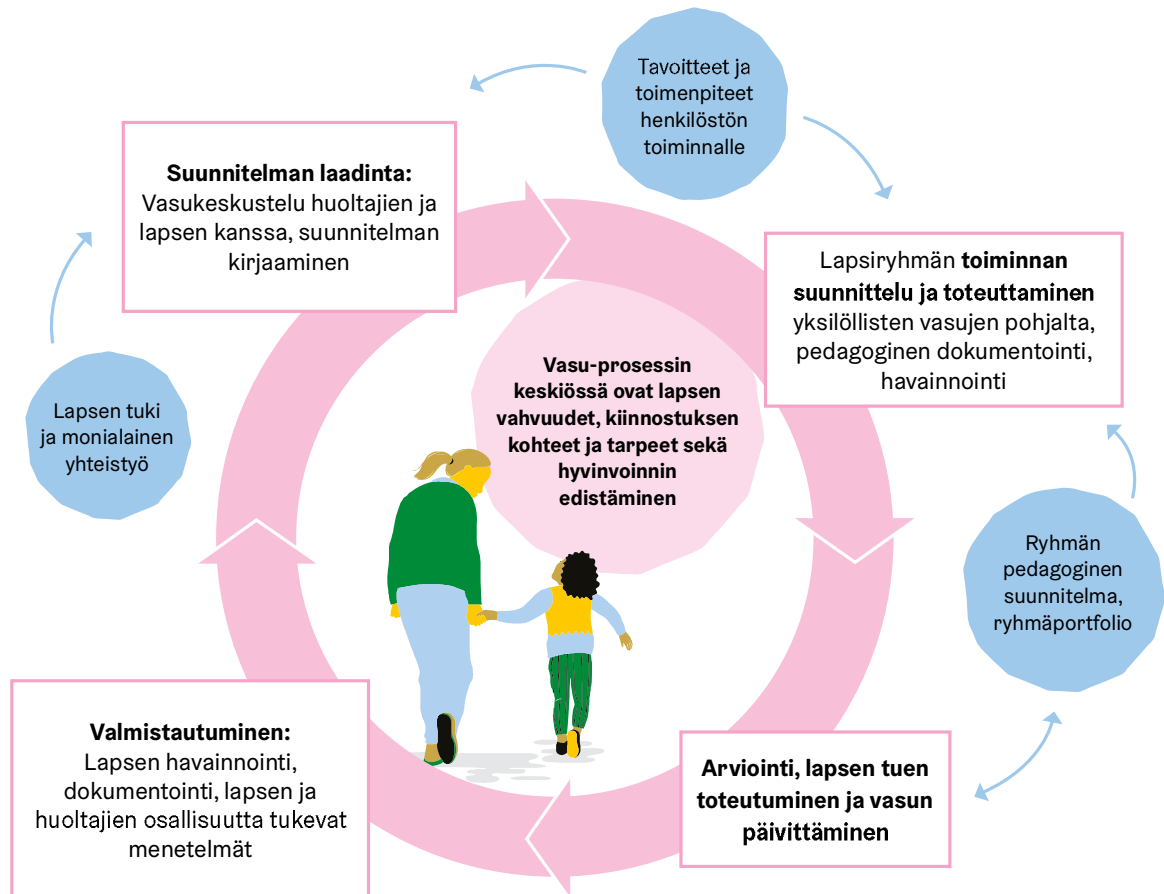 Tavoitteet ja
toimenpiteet
henkilöstön
toiminnalle
Suunnitelman laadinta:
Vasukeskustelu huoltajien ja
lapsen kanssa, suunnitelman
kirjaaminen
Lapsiryhmän toiminnan
suunnittelu ja toteuttaminen
yksilöllisten vasujen pohjalta,
pedagoginen dokumentointi,
havainnointi
Vasu-prosessin
keskiössä ovat lapsen
vahvuudet, kiinnostuksen
kohteet ja tarpeet sekä
hyvinvoinnin
edistäminen
Lapsen tuki
ja monialainen
yhteistyö
Ryhmän
pedagoginen
suunnitelma,
ryhmäportfolio
Valmistautuminen:
Lapsen havainnointi,
dokumentointi, lapsen ja
huoltajien osallisuutta tukevat
menetelmät
Arviointi, lapsen tuen
toteutuminen ja vasun
päivittäminen